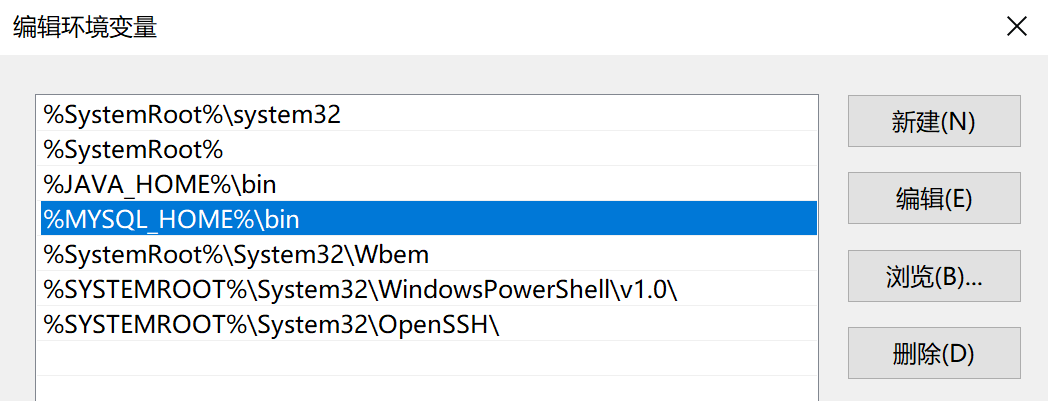 编辑环境变量
%SystemRoot%\system32
%SystemRoot%
%JAVA_HOME%\bin
%MYSQL_HOME%\bin
%SystemRoot%\System32\Wbem
%SYSTEMROOT%\System32\WindowsPowerShell\v1.0\
%SYSTEMROOT%\System32\OpenSSH\
新建(N)
编辑(E)
浏览(B)...
删除(D)